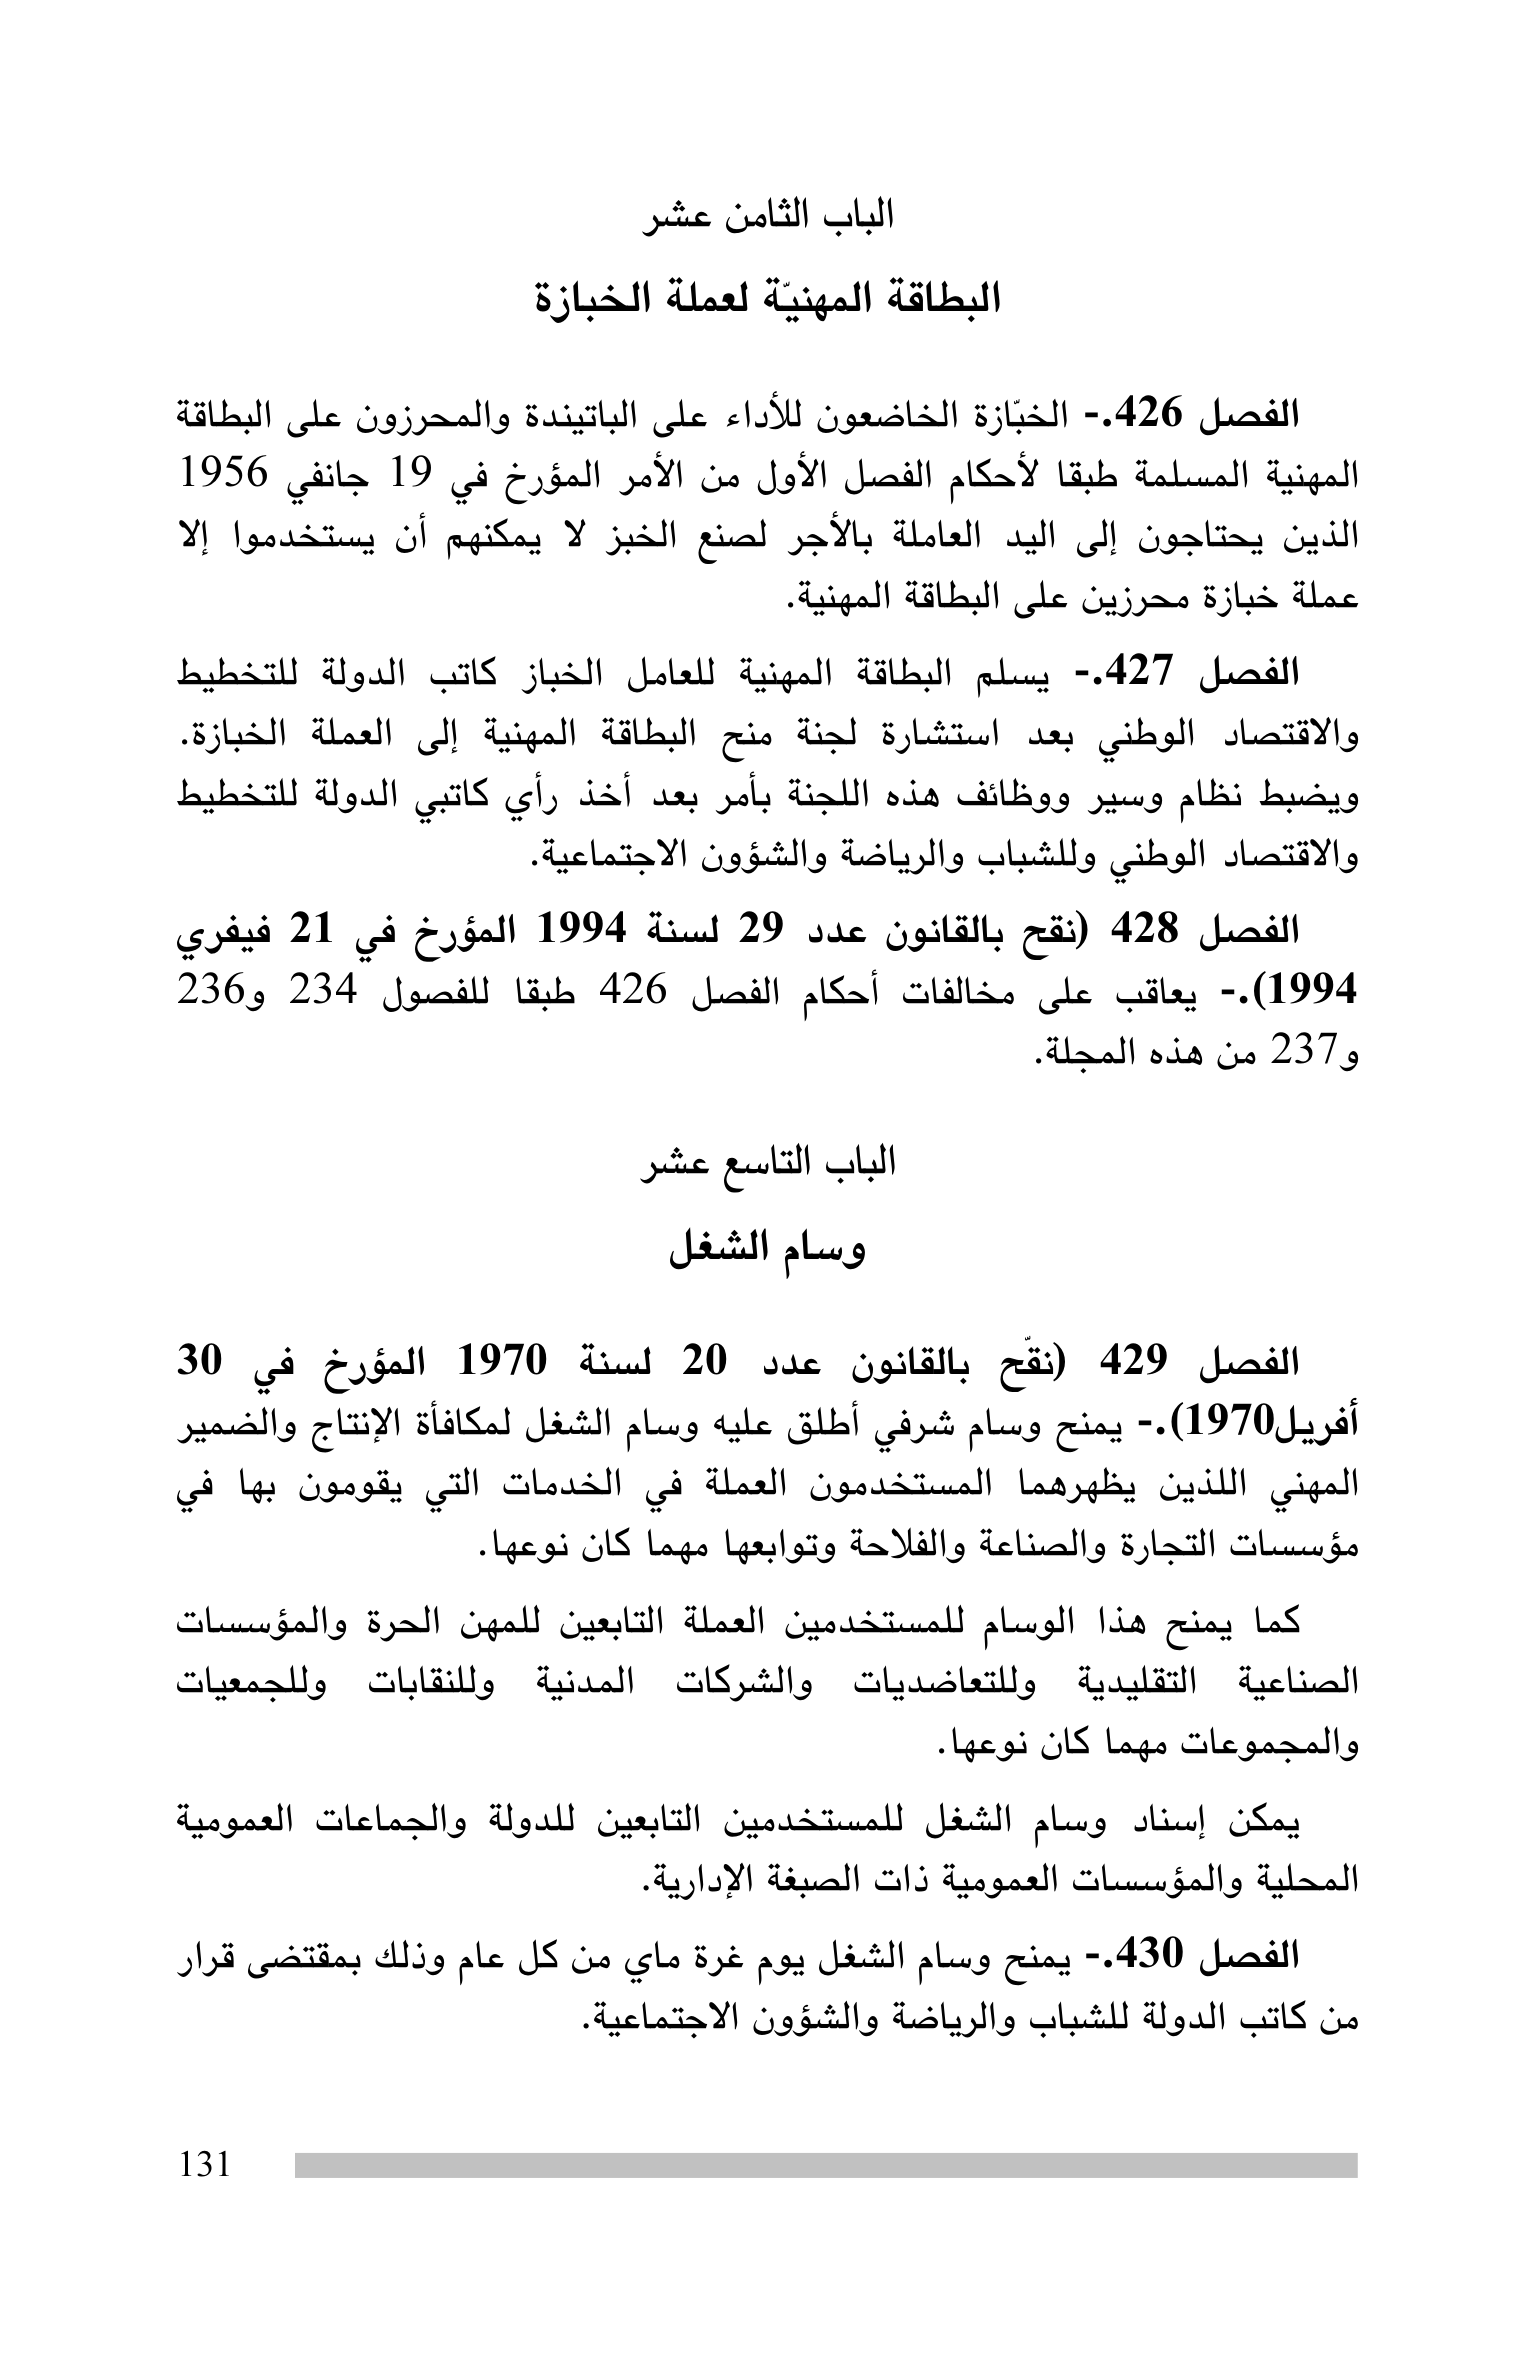 الباب الثامن عشر
البطاقة المهنيّة لعملة الخبازة
الفصل 426.- الخبّازة الخاضعون للأداء على الباتيندة والمحرزون على البطاقة
المهنية المسلمة طبقا لأحكام الفصل الأول من الأمر المؤرخ في 19 جانفي 1956
الذين يحتاجون إلى اليد العاملة بالأجر لصنع الخبز لا يمكنهم أن يستخدموا إلا
عملة خبازة محرزين على البطاقة المهنية.
الفصل 427.- يسلم البطاقة المهنية للعامل الخباز كاتب الدولة للتخطيط
والاقتصاد الوطني بعد استشارة لجنة منح البطاقة المهنية إلى العملة الخبازة.
ويضبط نظام وسير ووظائف هذه اللجنة بأمر بعد أخذ رأي كاتبي الدولة للتخطيط
والاقتصاد الوطني وللشباب والرياضة والشؤون الاجتماعية.
الفصل 428 (نقح بالقانون عدد 29 لسنة 1994 المؤرخ في 21 فيفري
1994).- يعاقب على مخالفات أحكام الفصل 426 طبقا للفصول 234 و236
و237 من هذه المجلة.
الباب التاسع عشر
وسام الشغل
الفصل 429 (نقّح بالقانون عدد 20 لسنة 1970 المؤرخ في 30
أفريل1970).- يمنح وسام شرفي أطلق عليه وسام الشغل لمكافأة الإنتاج والضمير
المهني اللذين يظهرهما المستخدمون العملة في الخدمات التي يقومون بها في
مؤسسات التجارة والصناعة والفلاحة وتوابعها مهما كان نوعها.
كما يمنح هذا الوسام للمستخدمين العملة التابعين للمهن الحرة والمؤسسات
الصناعية التقليدية وللتعاضديات والشركات المدنية وللنقابات وللجمعيات
والمجموعات مهما كان نوعها.
يمكن إسناد وسام الشغل للمستخدمين التابعين للدولة والجماعات العمومية
المحلية والمؤسسات العمومية ذات الصبغة الإدارية.
الفصل 430.- يمنح وسام الشغل يوم غرة ماي من كل عام وذلك بمقتضى قرار
من كاتب الدولة للشباب والرياضة والشؤون الاجتماعية.
131